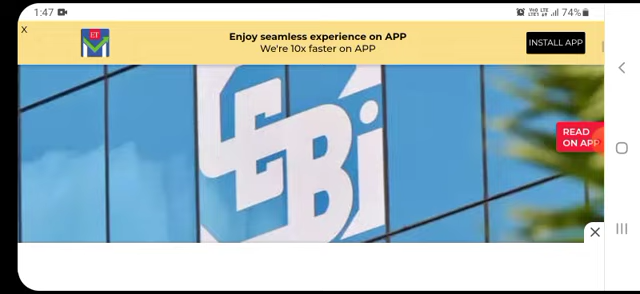 1:47
74%
X
ET
Enjoy seamless experience on APP
We're 10x faster on APP
INSTALL APP
SEBi
READ
ON APP